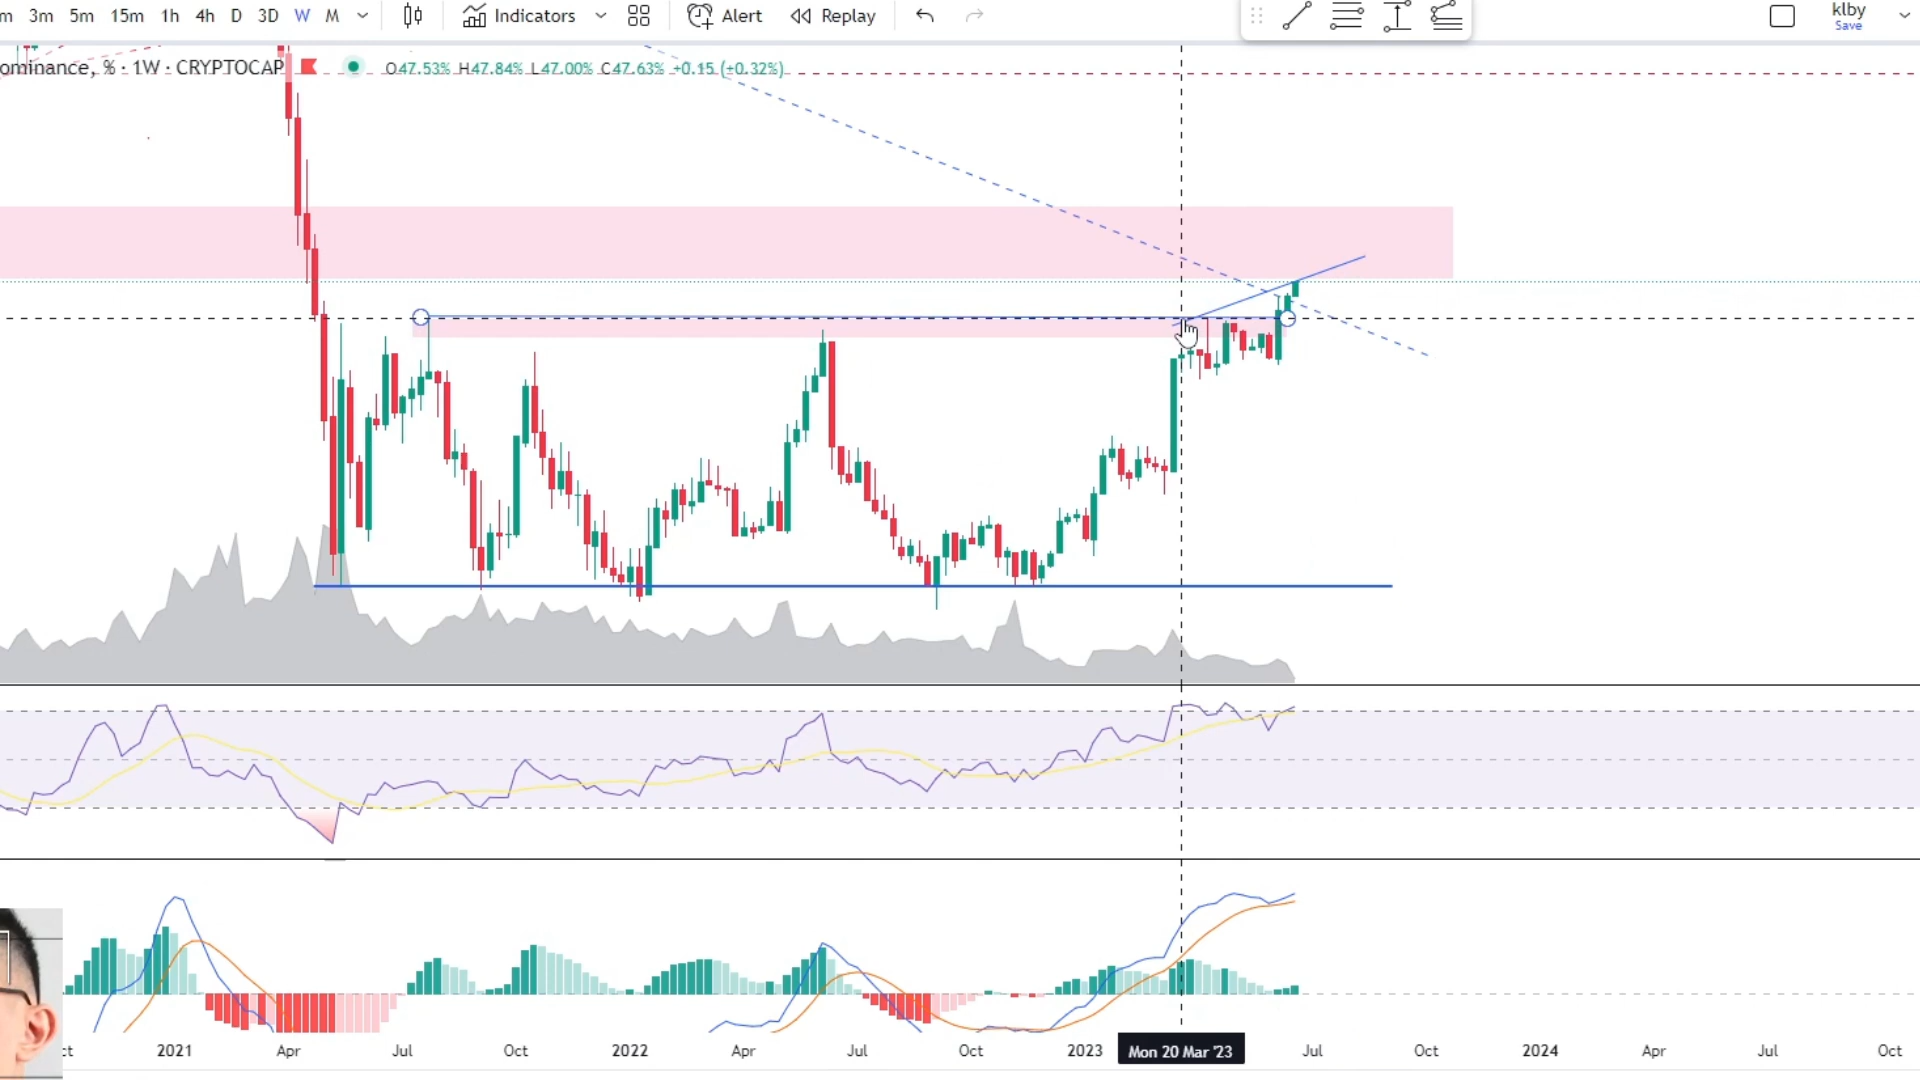 m 3m 5m 15m 1h 4h D 3D W M Indicators Alert Replay klby
Save
ominance, % · 1W · CRYPTOCAP O47.53% H47.84% L47.00% C47.63% +0.15 (+0.32%)
ct 2021 Apr Jul Oct 2022 Apr Jul Oct 2023 Mon 20 Mar '23 Jul Oct 2024 Apr Jul Oct